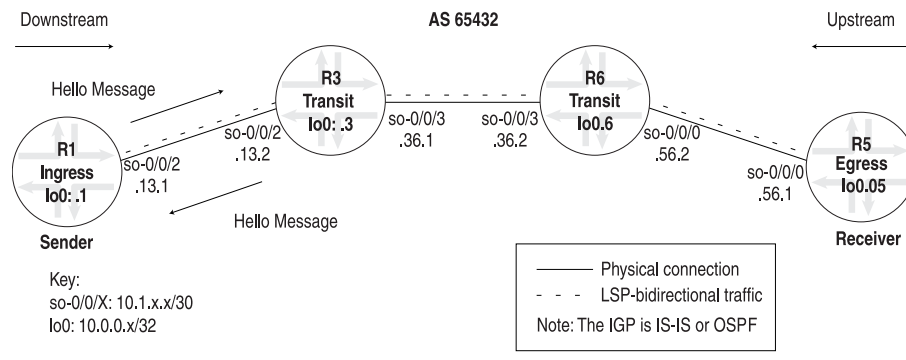 Downstream
AS 65432
Upstream
Hello Message
R3
Transit
lo0: .3
R6
Transit
lo0.6
R1
Ingress
lo0: .1
so-0/0/2
.13.1
so-0/0/2
.13.2
so-0/0/3
.36.1
so-0/0/3
.36.2
so-0/0/0
.56.2
so-0/0/0
.56.1
R5
Egress
lo0.05
Hello Message
Sender
Receiver
Key:
so-0/0/X: 10.1.x.x/30
lo0: 10.0.0.x/32
Physical connection
LSP-bidirectional traffic
Note: The IGP is IS-IS or OSPF